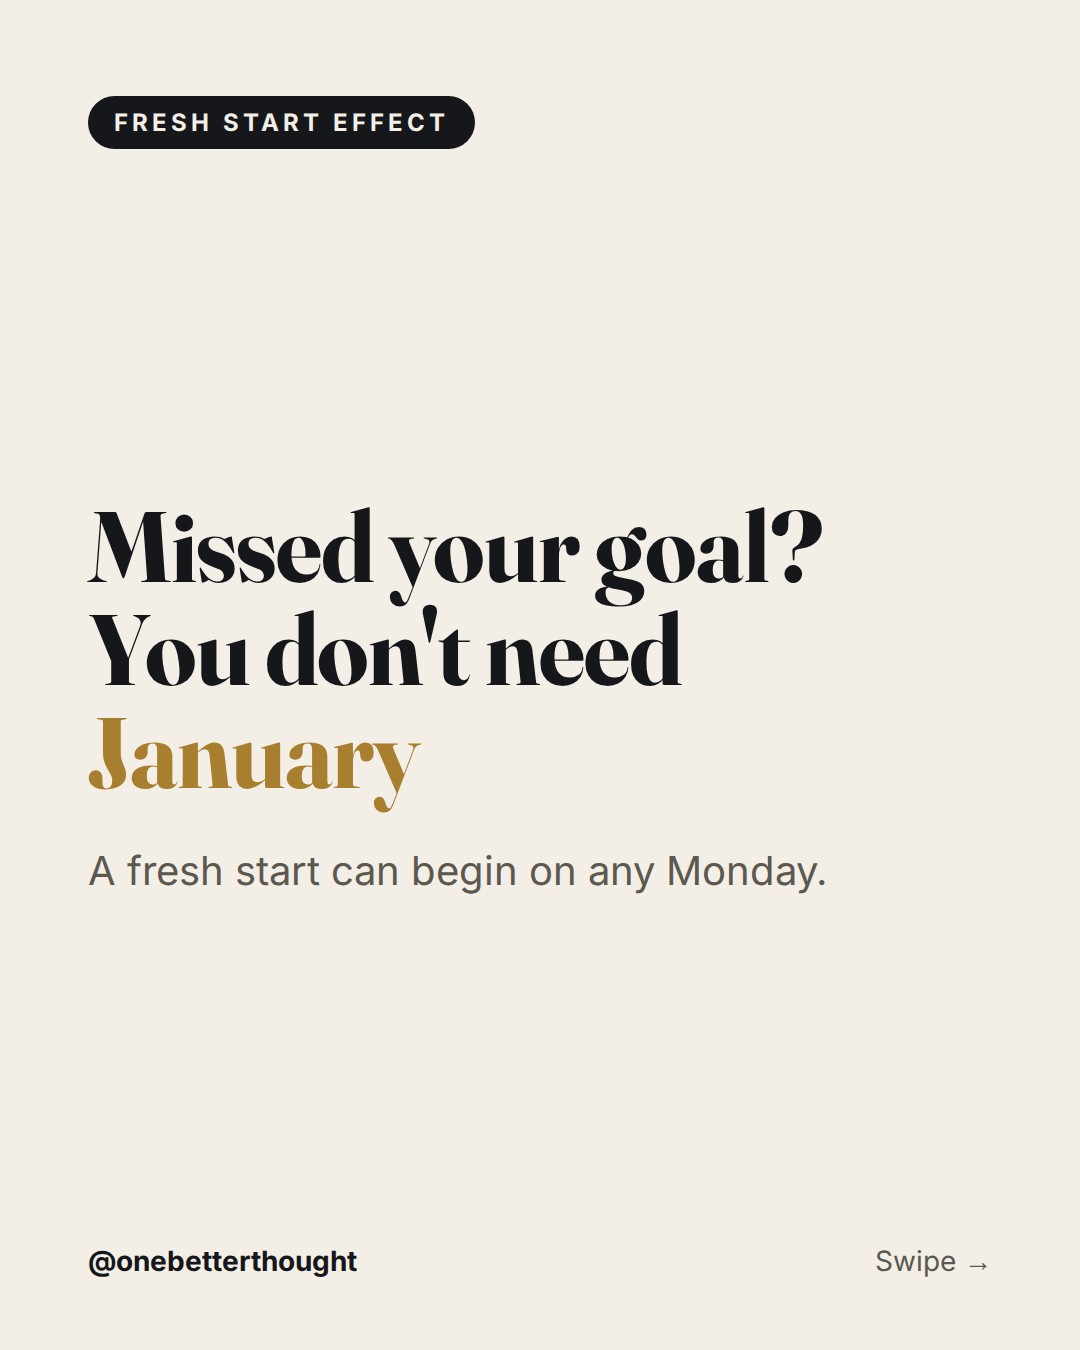 FRESH START EFFECT
Missed your goal?
You don't need
January
A fresh start can begin on any Monday.
@onebetterthought
Swipe →